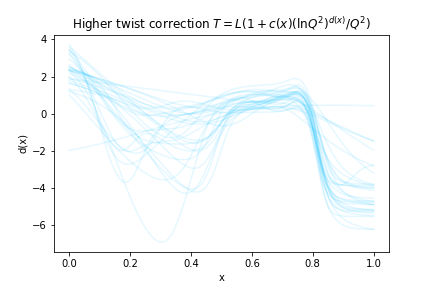 Higher twist correction T = L(1 + c(x)(lnQ²)^{d(x)}/Q²)
4
2
0
−2
−4
−6
d(x)
0.0 0.2 0.4 0.6 0.8 1.0
x